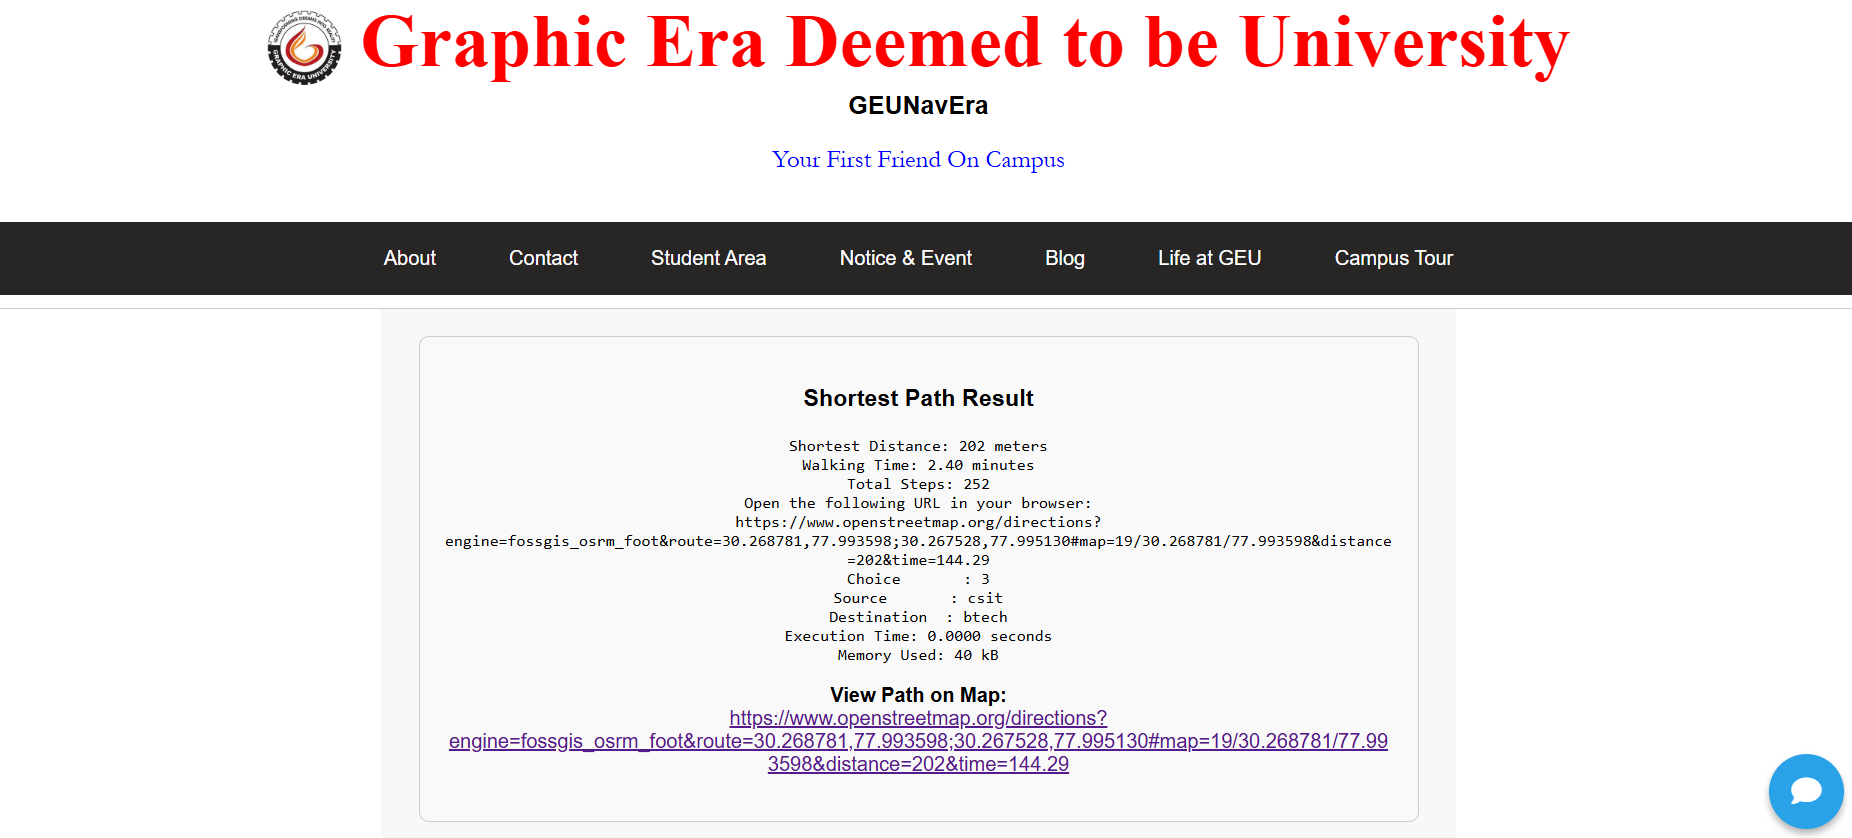 TRANSFORMING DREAMS INTO REALITY
GRAPHIC ERA UNIVERSITY
Graphic Era Deemed to be University
GEUNavEra
Your First Friend On Campus
About Contact Student Area Notice & Event Blog Life at GEU Campus Tour
Shortest Path Result
Shortest Distance: 202 meters
Walking Time: 2.40 minutes
Total Steps: 252
Open the following URL in your browser:
https://www.openstreetmap.org/directions?
engine=fossgis_osrm_foot&route=30.268781,77.993598;30.267528,77.995130#map=19/30.268781/77.993598&distance
=202&time=144.29
Choice : 3
Source : csit
Destination : btech
Execution Time: 0.0000 seconds
Memory Used: 40 kB
View Path on Map:
https://www.openstreetmap.org/directions?
engine=fossgis_osrm_foot&route=30.268781,77.993598;30.267528,77.995130#map=19/30.268781/77.99
3598&distance=202&time=144.29